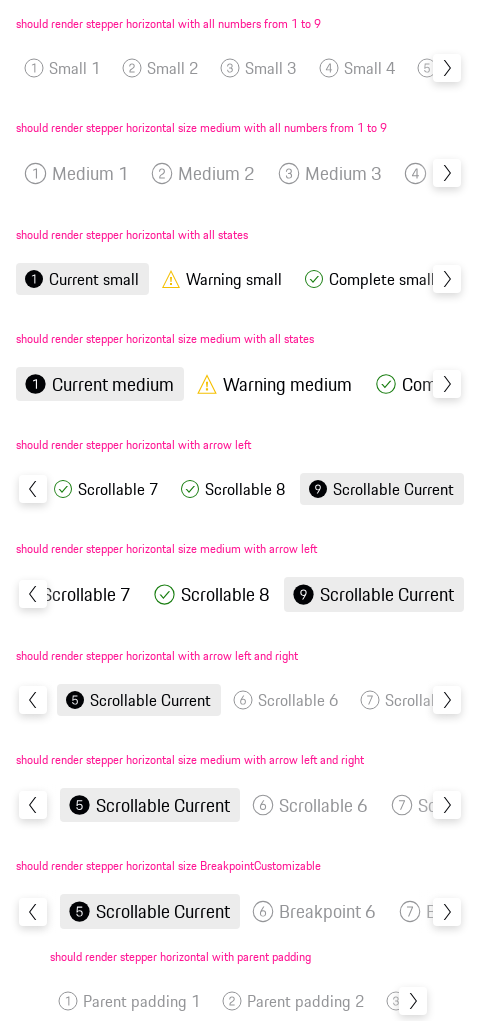 should render stepper horizontal with all numbers from 1 to 9
1 Small 1 2 Small 2 3 Small 3 4 Small 4 5
should render stepper horizontal size medium with all numbers from 1 to 9
1 Medium 1 2 Medium 2 3 Medium 3 4
should render stepper horizontal with all states
1 Current small Warning small Complete small
should render stepper horizontal size medium with all states
1 Current medium Warning medium Com
should render stepper horizontal with arrow left
Scrollable 7 Scrollable 8 9 Scrollable Current
should render stepper horizontal size medium with arrow left
Scrollable 7 Scrollable 8 9 Scrollable Current
should render stepper horizontal with arrow left and right
5 Scrollable Current 6 Scrollable 6 7 Scrollal
should render stepper horizontal size medium with arrow left and right
5 Scrollable Current 6 Scrollable 6 7 Sc
should render stepper horizontal size BreakpointCustomizable
5 Scrollable Current 6 Breakpoint 6 7 B
should render stepper horizontal with parent padding
1 Parent padding 1 2 Parent padding 2 3